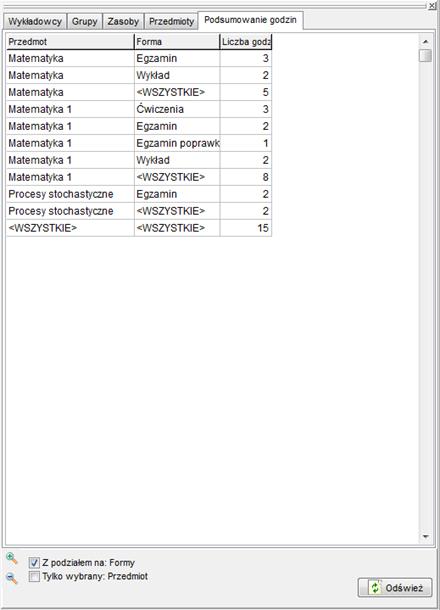 Wykładowcy Grupy Zasoby Przedmioty Podsumowanie godzin
Przedmot Forma Liczba godz
Matematyka Egzamin 3
Matematyka Wykład 2
Matematyka <WSZYSTKIE> 5
Matematyka 1 Ćwiczenia 3
Matematyka 1 Egzamin 2
Matematyka 1 Egzamin poprawk 1
Matematyka 1 Wykład 2
Matematyka 1 <WSZYSTKIE> 8
Procesy stochastyczne Egzamin 2
Procesy stochastyczne <WSZYSTKIE> 2
<WSZYSTKIE> <WSZYSTKIE> 15
Z podziałem na: Formy
Tylko wybrany: Przedmiot
Odśwież